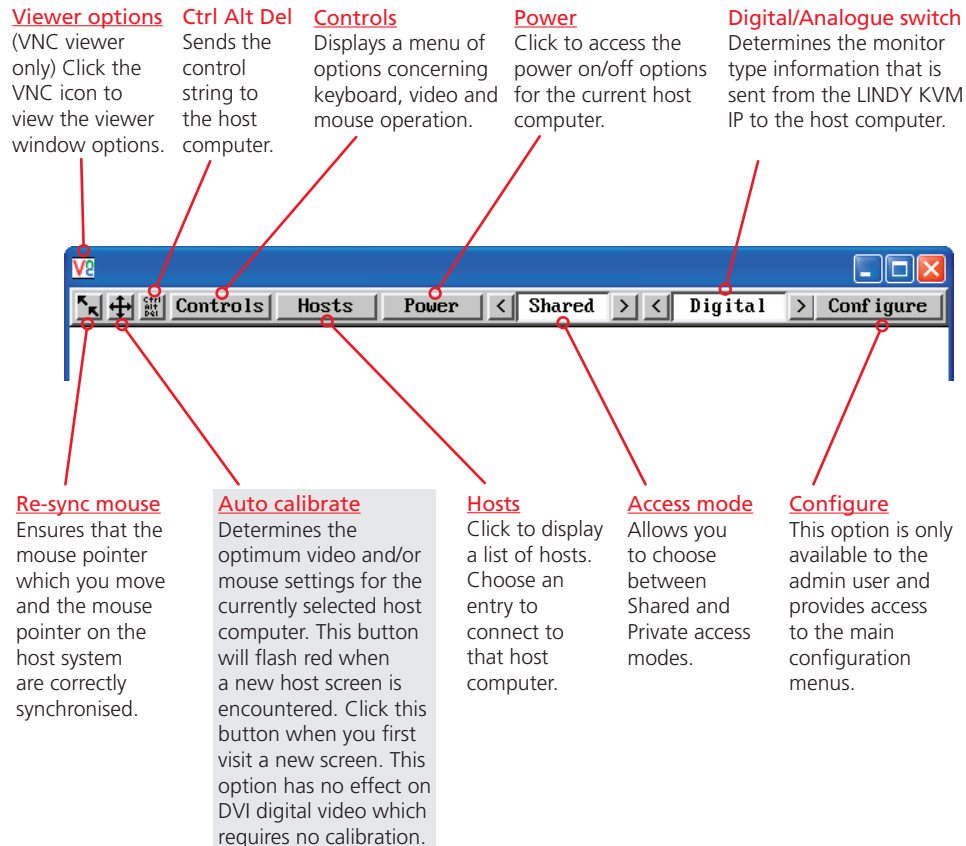 Viewer options
(VNC viewer
only) Click the
VNC icon to
view the viewer
window options.
Ctrl Alt Del
Sends the
control
string to
the host
computer.
Controls
Displays a menu of
options concerning
keyboard, video and
mouse operation.
Power
Click to access the
power on/off options
for the current host
computer.
Digital/Analogue switch
Determines the monitor
type information that is
sent from the LINDY KVM
IP to the host computer.
Ctrl
Alt
Del
Controls
Hosts
Power
<
Shared
>
<
Digital
>
Configure
Re-sync mouse
Ensures that the
mouse pointer
which you move
and the mouse
pointer on the
host system
are correctly
synchronised.
Auto calibrate
Determines the
optimum video and/or
mouse settings for the
currently selected host
computer. This button
will flash red when
a new host screen is
encountered. Click this
button when you first
visit a new screen. This
option has no effect on
DVI digital video which
requires no calibration.
Hosts
Click to display
a list of hosts.
Choose an
entry to
connect to
that host
computer.
Access mode
Allows you
to choose
between
Shared and
Private access
modes.
Configure
This option is only
available to the
admin user and
provides access
to the main
configuration
menus.